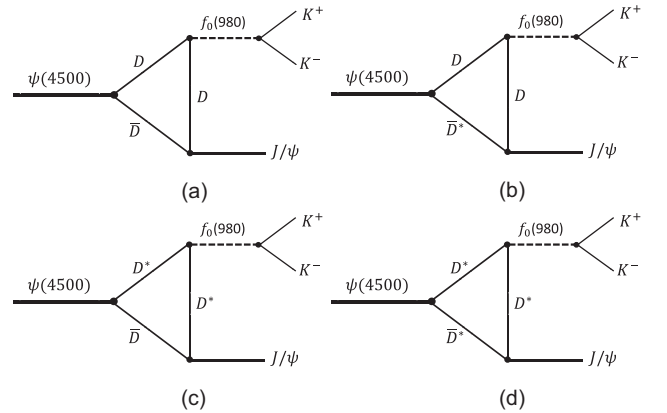 f₀(980) K⁺
K⁻
D
ψ(4500)
D
D̅
J/ψ
(a)
f₀(980) K⁺
K⁻
D
ψ(4500)
D
D̅*
J/ψ
(b)
f₀(980) K⁺
K⁻
D*
ψ(4500)
D*
D̅
J/ψ
(c)
f₀(980) K⁺
K⁻
D*
ψ(4500)
D*
D̅*
J/ψ
(d)